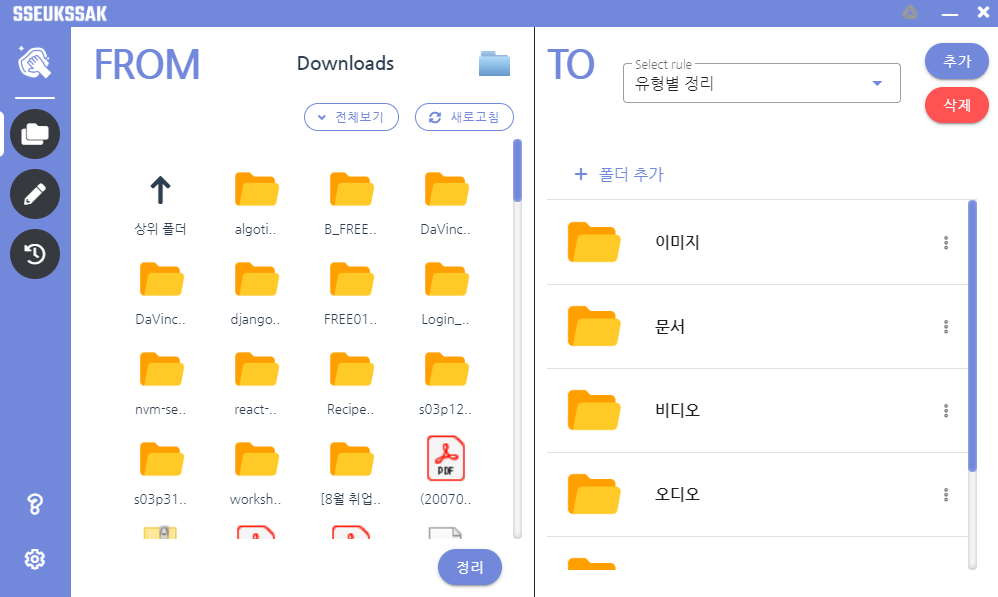 SSEUKSSAK
FROM
Downloads
전체보기
새로고침
상위 폴더
algoti..
B_FREE..
DaVinc..
DaVinc..
django..
FREE01..
Login_..
nvm-se..
react-..
Recipe..
s03p12..
s03p31..
worksh..
[8월 취업..
PDF
(20070..
정리
TO
Select rule
유형별 정리
추가
삭제
+ 폴더 추가
이미지
문서
비디오
오디오